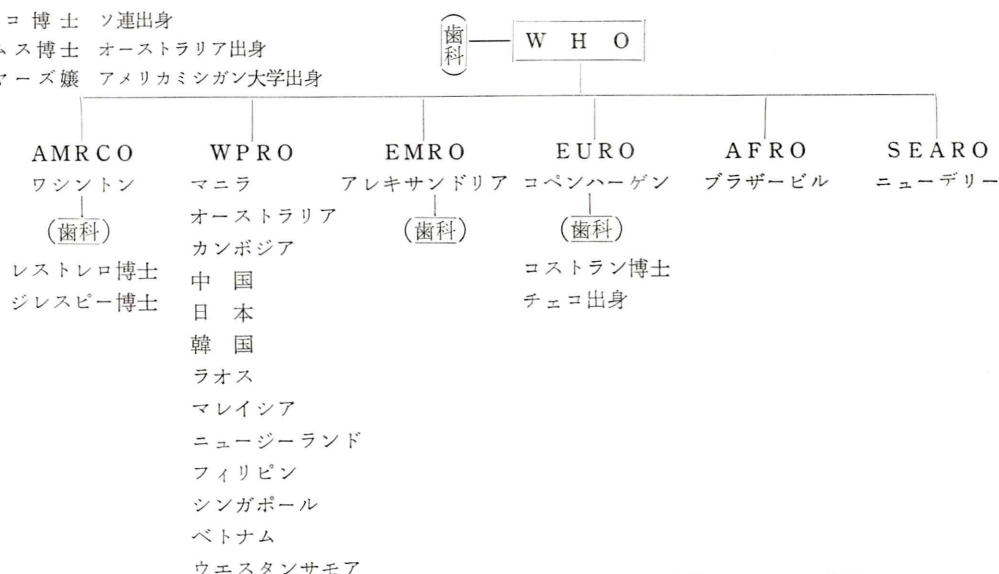 コ博士 ソ連出身
ムス博士 オーストラリア出身
ヤーズ嬢 アメリカミシガン大学出身
(歯科)
WHO
AMRCO
ワシントン
(歯科)
レストレロ博士
ジレスピー博士
WPRO
マニラ
オーストラリア
カンボジア
中国
日本
韓国
ラオス
マレイシア
ニュージーランド
フィリピン
シンガポール
ベトナム
ウエスタンサモア
EMRO
アレキサンドリア
(歯科)
EURO
コペンハーゲン
(歯科)
コストラン博士
チェコ出身
AFRO
ブラザービル
SEARO
ニューデリー